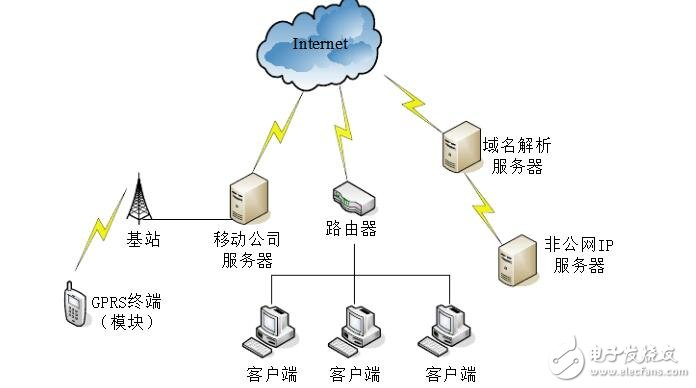 Internet
域名解析
服务器
基站
移动公司
服务器
路由器
非公网IP
服务器
GPRS终端
（模块）
客户端
客户端
客户端
电子发烧友
www.elecfans.com